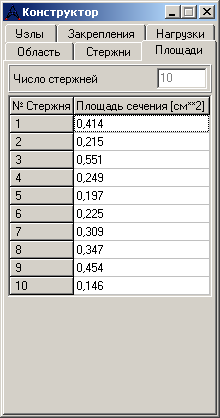 Конструктор
Узлы Закрепления Нагрузки
Область Стержни Площади
Число стержней 10
№ Стержня Площадь сечения [см**2]
1 0,414
2 0,215
3 0,551
4 0,249
5 0,197
6 0,225
7 0,309
8 0,347
9 0,454
10 0,146